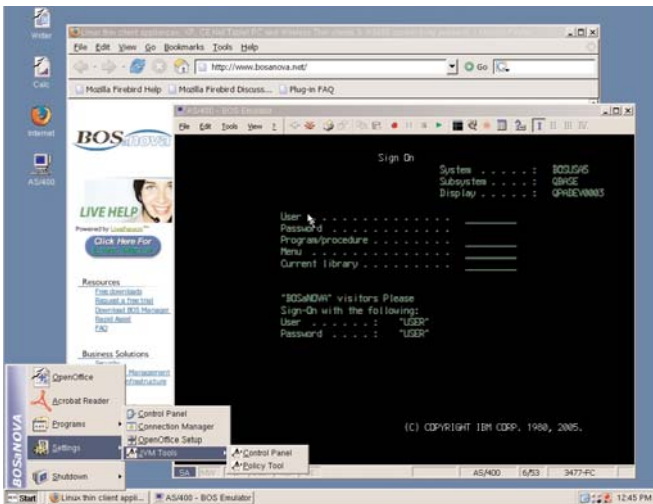 Writer
Calc
Internet
AS/400
File Edit View Go Bookmarks Tools Help
http://www.bosanova.net/
Go
Mozilla Firebird Help
Mozilla Firebird Discuss...
Plug-in FAQ
BOSaNOVA
LIVE HELP
Powered by
Click Here For
Resources
Free downloads
Request a free trial
Download BOS Manager
Rapid Assist
FAQ
Business Solutions
Management
AS/400 - BOS Emulator
File Edit Tools View ?
Sign On
System . . . . . : BOSUSAS
Subsystem . . . . : QBASE
Display . . . . . : QPADEV0003
User . . . . . . . . . . . . . .
Password . . . . . . . . . . . .
Program/procedure . . . . . . . .
Menu . . . . . . . . . . . . . .
Current library . . . . . . . . .
"BOSaNOVA" visitors Please
Sign-On with the following:
User . . . . . : "USER"
Password . . . . : "USER"
(C) COPYRIGHT IBM CORP. 1980, 2005.
SA
AS/400
6/53
3477-FC
BOSaNOVA
OpenOffice
Acrobat Reader
Programs
Settings
Shutdown
Control Panel
Connection Manager
OpenOffice Setup
JVM Tools
Control Panel
Policy Tool
Start
Linux thin client appli...
AS/400 - BOS Emulator
12:45 PM